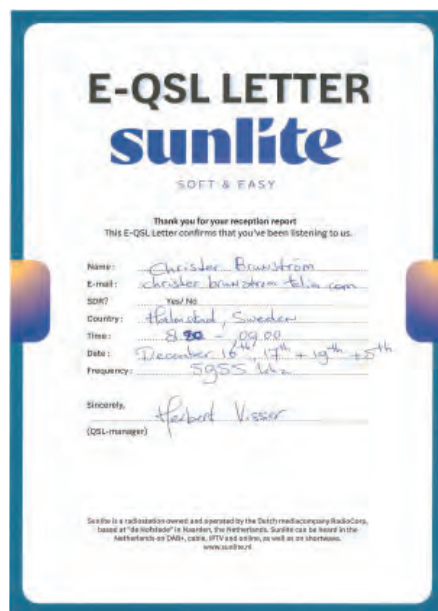 E-QSL LETTER
sunlite
SOFT & EASY
Thank you for your reception report
This E-QSL Letter confirms that you've been listening to us.
Name: Christer Brunström
E-mail: christer.brunstrom telia.com
SDR? Yes/ No
Country: Halmstad, Sweden
Time: - 09.00
Date: December 16th, 17th + 19th + 5th
Frequency: 5955 khz
Sincerely,
Herbert Visser
(QSL-manager)
Sunlite is a radiostation owned and operated by the Dutch mediacompany RadioCorp,
based at "de Hofstede" in Naarden, the Netherlands. Sunlite can be heard in the
Netherlands on DAB+, cable, IPTV and online, as well as on shortwave.
www.sunlite.nl